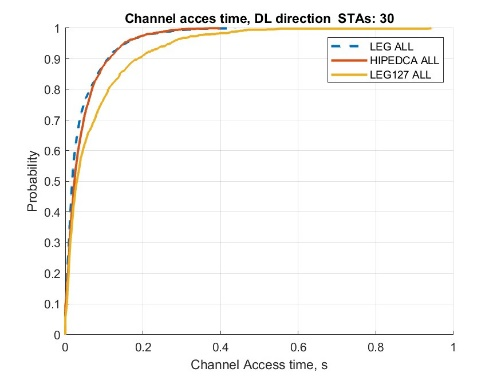 Channel acces time, DL direction  STAs: 30
LEG ALL
HIPEDCA ALL
LEG127 ALL
Probability
1
0.9
0.8
0.7
0.6
0.5
0.4
0.3
0.2
0.1
0
0 0.2 0.4 0.6 0.8 1
Channel Access time, s